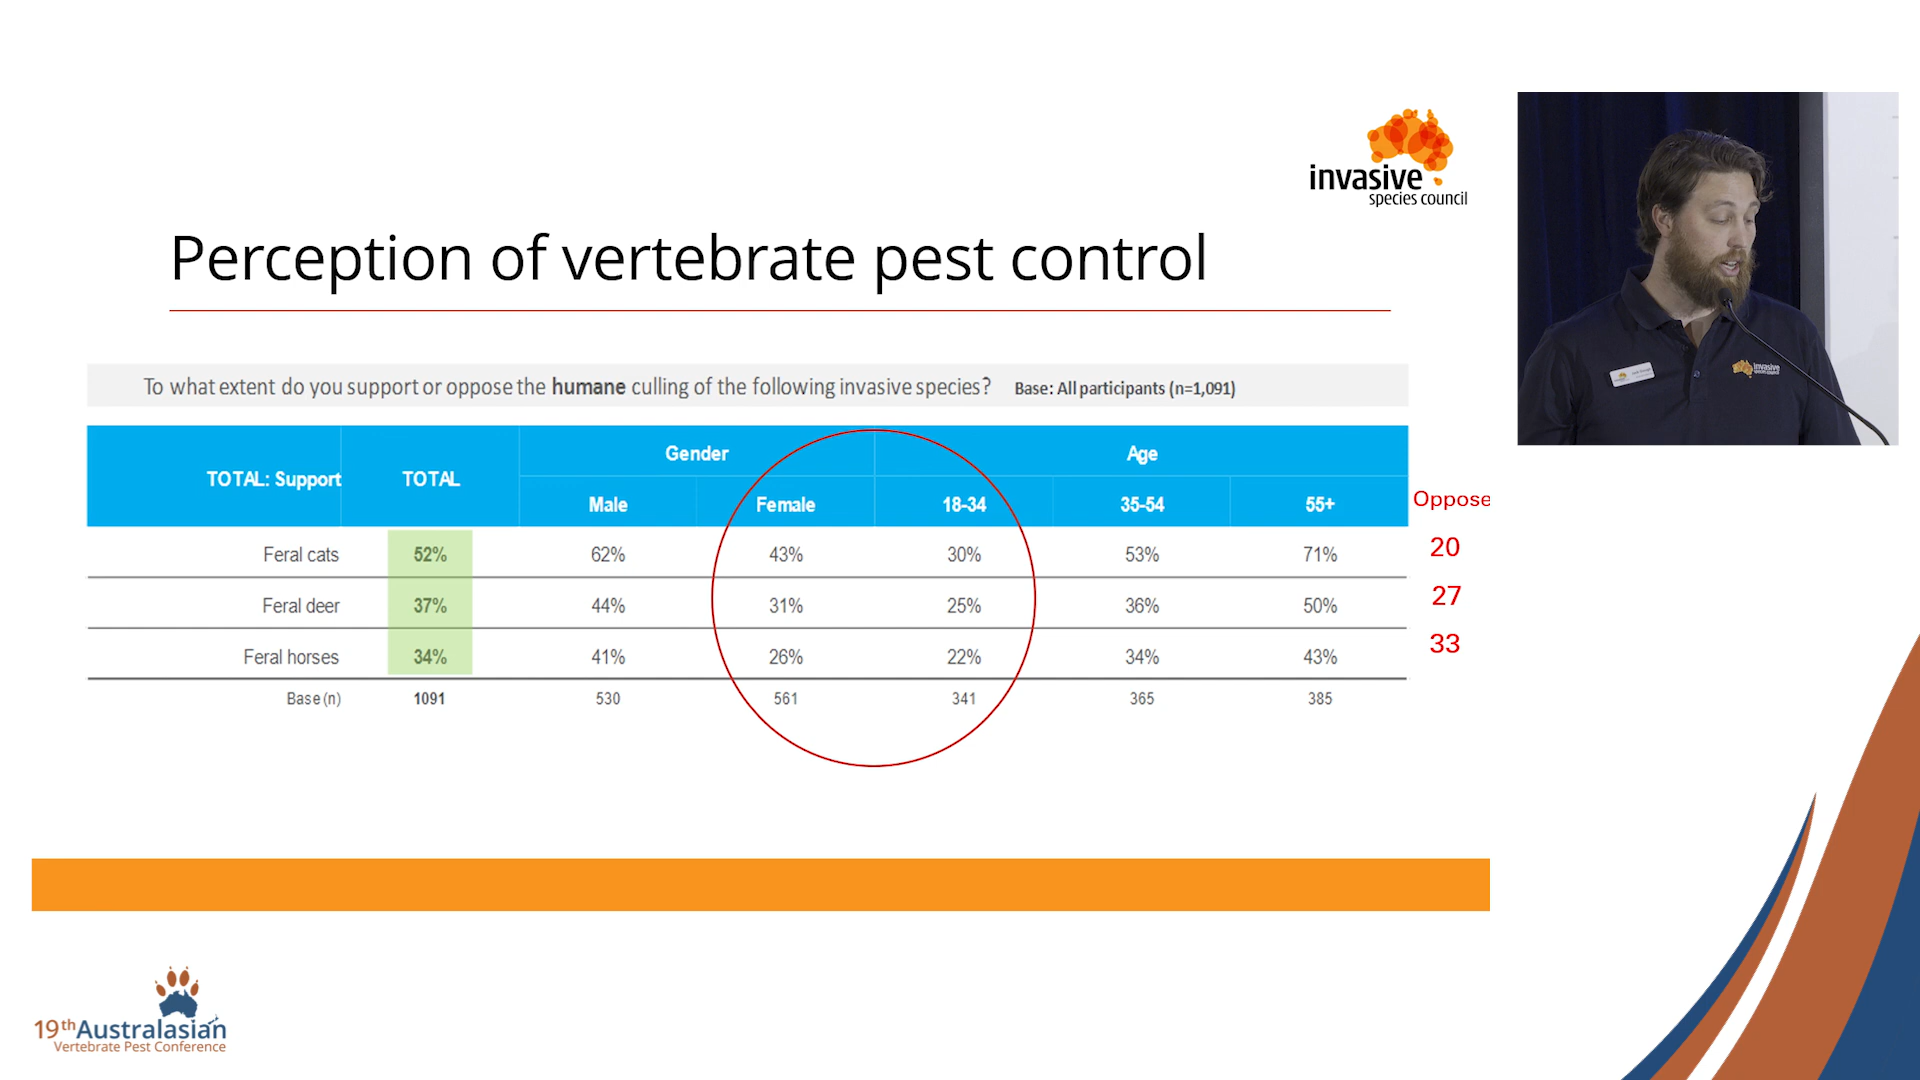 invasive
species council
Perception of vertebrate pest control
To what extent do you support or oppose the humane culling of the following invasive species? Base: All participants (n=1,091)
TOTAL: Support TOTAL Gender Age
Male Female 18-34 35-54 55+ Oppose
Feral cats 52% 62% 43% 30% 53% 71% 20
Feral deer 37% 44% 31% 25% 36% 50% 27
Feral horses 34% 41% 26% 22% 34% 43% 33
Base (n) 1091 530 561 341 365 385
invasive
species council
19th Australasian
Vertebrate Pest Conference